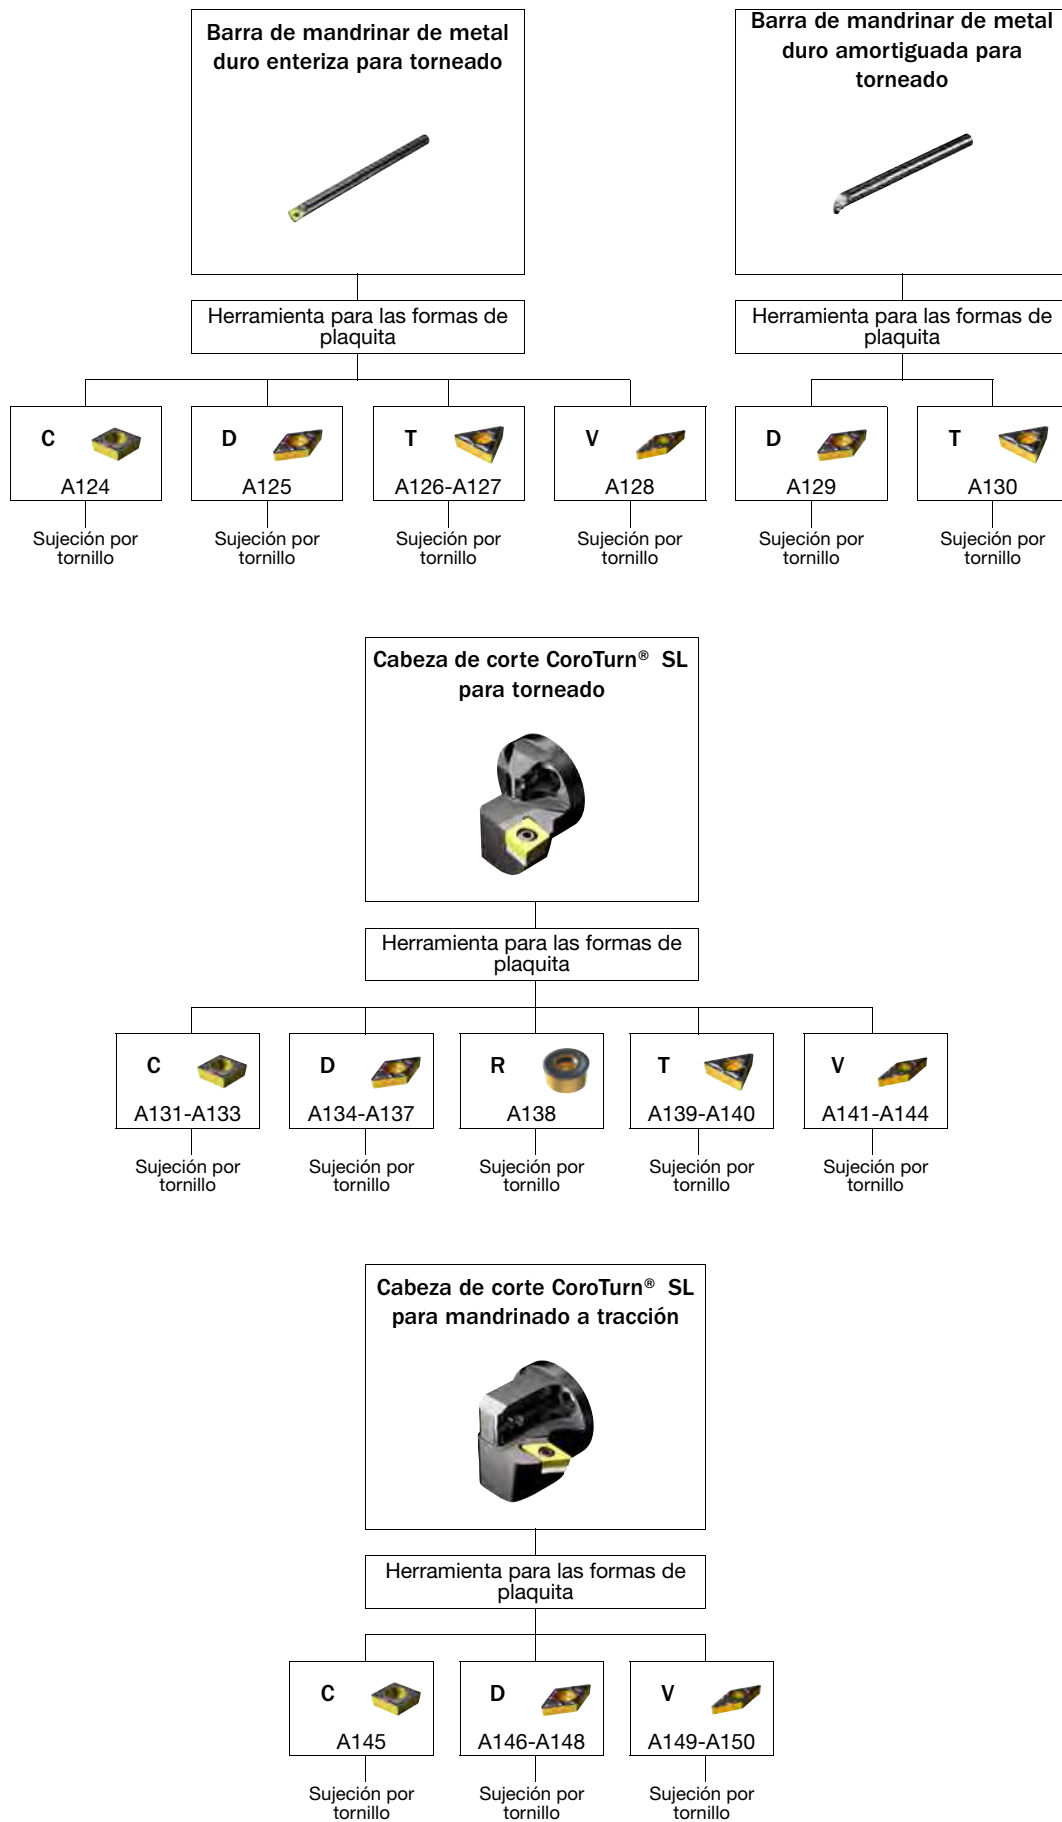 Barra de mandrinar de metal
duro enteriza para torneado
Herramienta para las formas de
plaquita
C
A124
Sujeción por
tornillo
D
A125
Sujeción por
tornillo
T
A126-A127
Sujeción por
tornillo
V
A128
Sujeción por
tornillo
Barra de mandrinar de metal
duro amortiguada para
torneado
Herramienta para las formas de
plaquita
D
A129
Sujeción por
tornillo
T
A130
Sujeción por
tornillo
Cabeza de corte CoroTurn® SL
para torneado
Herramienta para las formas de
plaquita
C
A131-A133
Sujeción por
tornillo
D
A134-A137
Sujeción por
tornillo
R
A138
Sujeción por
tornillo
T
A139-A140
Sujeción por
tornillo
V
A141-A144
Sujeción por
tornillo
Cabeza de corte CoroTurn® SL
para mandrinado a tracción
Herramienta para las formas de
plaquita
C
A145
Sujeción por
tornillo
D
A146-A148
Sujeción por
tornillo
V
A149-A150
Sujeción por
tornillo